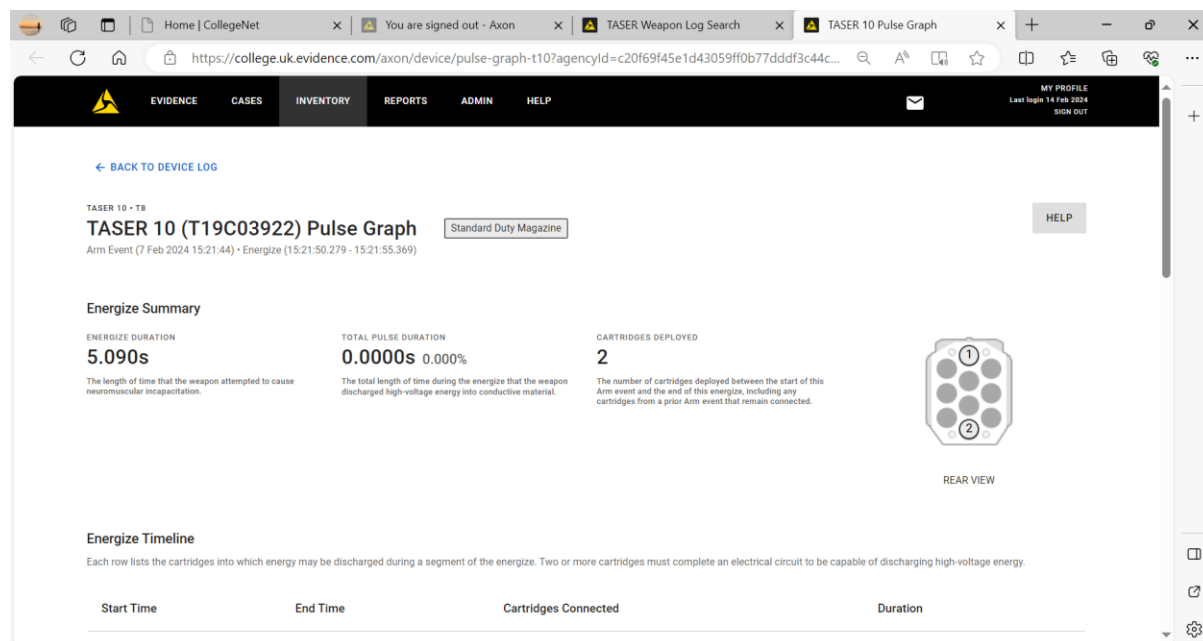 Home | CollegeNet
You are signed out - Axon
TASER Weapon Log Search
TASER 10 Pulse Graph
https://college.uk.evidence.com/axon/device/pulse-graph-t10?agencyId=c20f69f45e1d43059ff0b77dddf3c44c...
EVIDENCE CASES INVENTORY REPORTS ADMIN HELP
MY PROFILE
Last login 14 Feb 2024
SIGN OUT
← BACK TO DEVICE LOG
TASER 10 • T8
TASER 10 (T19C03922) Pulse Graph
Standard Duty Magazine
HELP
Arm Event (7 Feb 2024 15:21:44) • Energize (15:21:50.279 - 15:21:55.369)
Energize Summary
ENERGIZE DURATION
5.090s
The length of time that the weapon attempted to cause
neuromuscular incapacitation.
TOTAL PULSE DURATION
0.0000s 0.000%
The total length of time during the energize that the weapon
discharged high-voltage energy into conductive material.
CARTRIDGES DEPLOYED
2
The number of cartridges deployed between the start of this
Arm event and the end of this energize, including any
cartridges from a prior Arm event that remain connected.
1
2
REAR VIEW
Energize Timeline
Each row lists the cartridges into which energy may be discharged during a segment of the energize. Two or more cartridges must complete an electrical circuit to be capable of discharging high-voltage energy.
Start Time End Time Cartridges Connected Duration